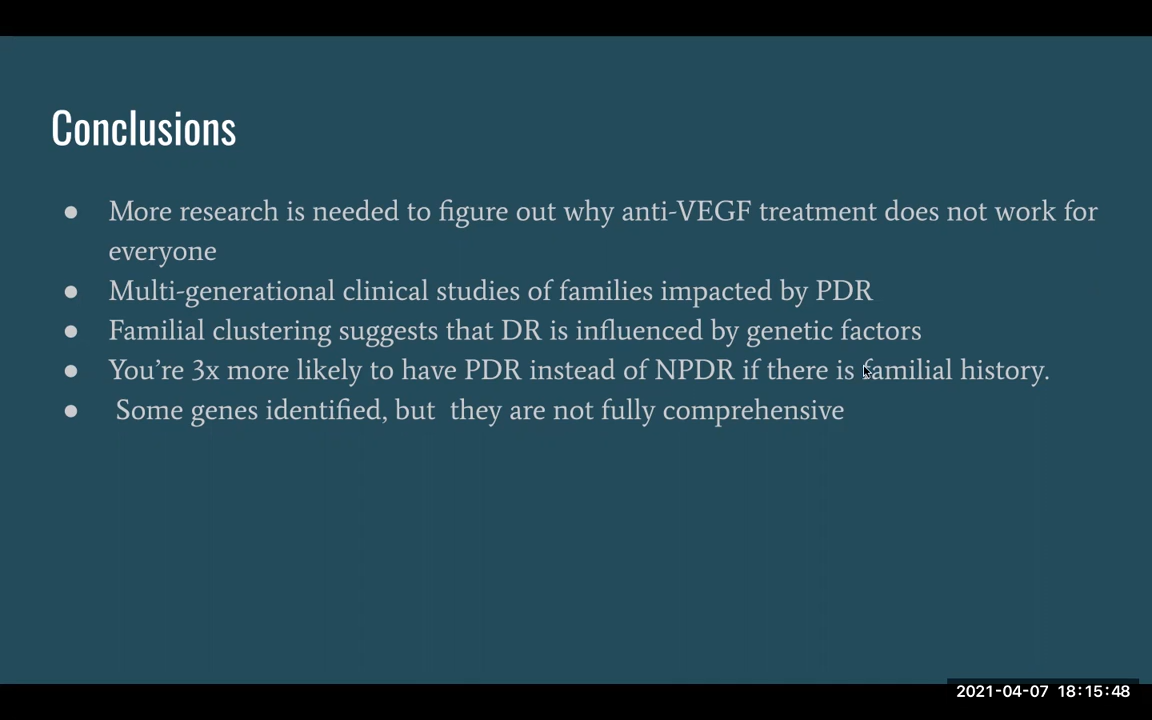 Conclusions
● More research is needed to figure out why anti-VEGF treatment does not work for
everyone
● Multi-generational clinical studies of families impacted by PDR
● Familial clustering suggests that DR is influenced by genetic factors
● You're 3x more likely to have PDR instead of NPDR if there is familial history.
● Some genes identified, but  they are not fully comprehensive
2021-04-07 18:15:48